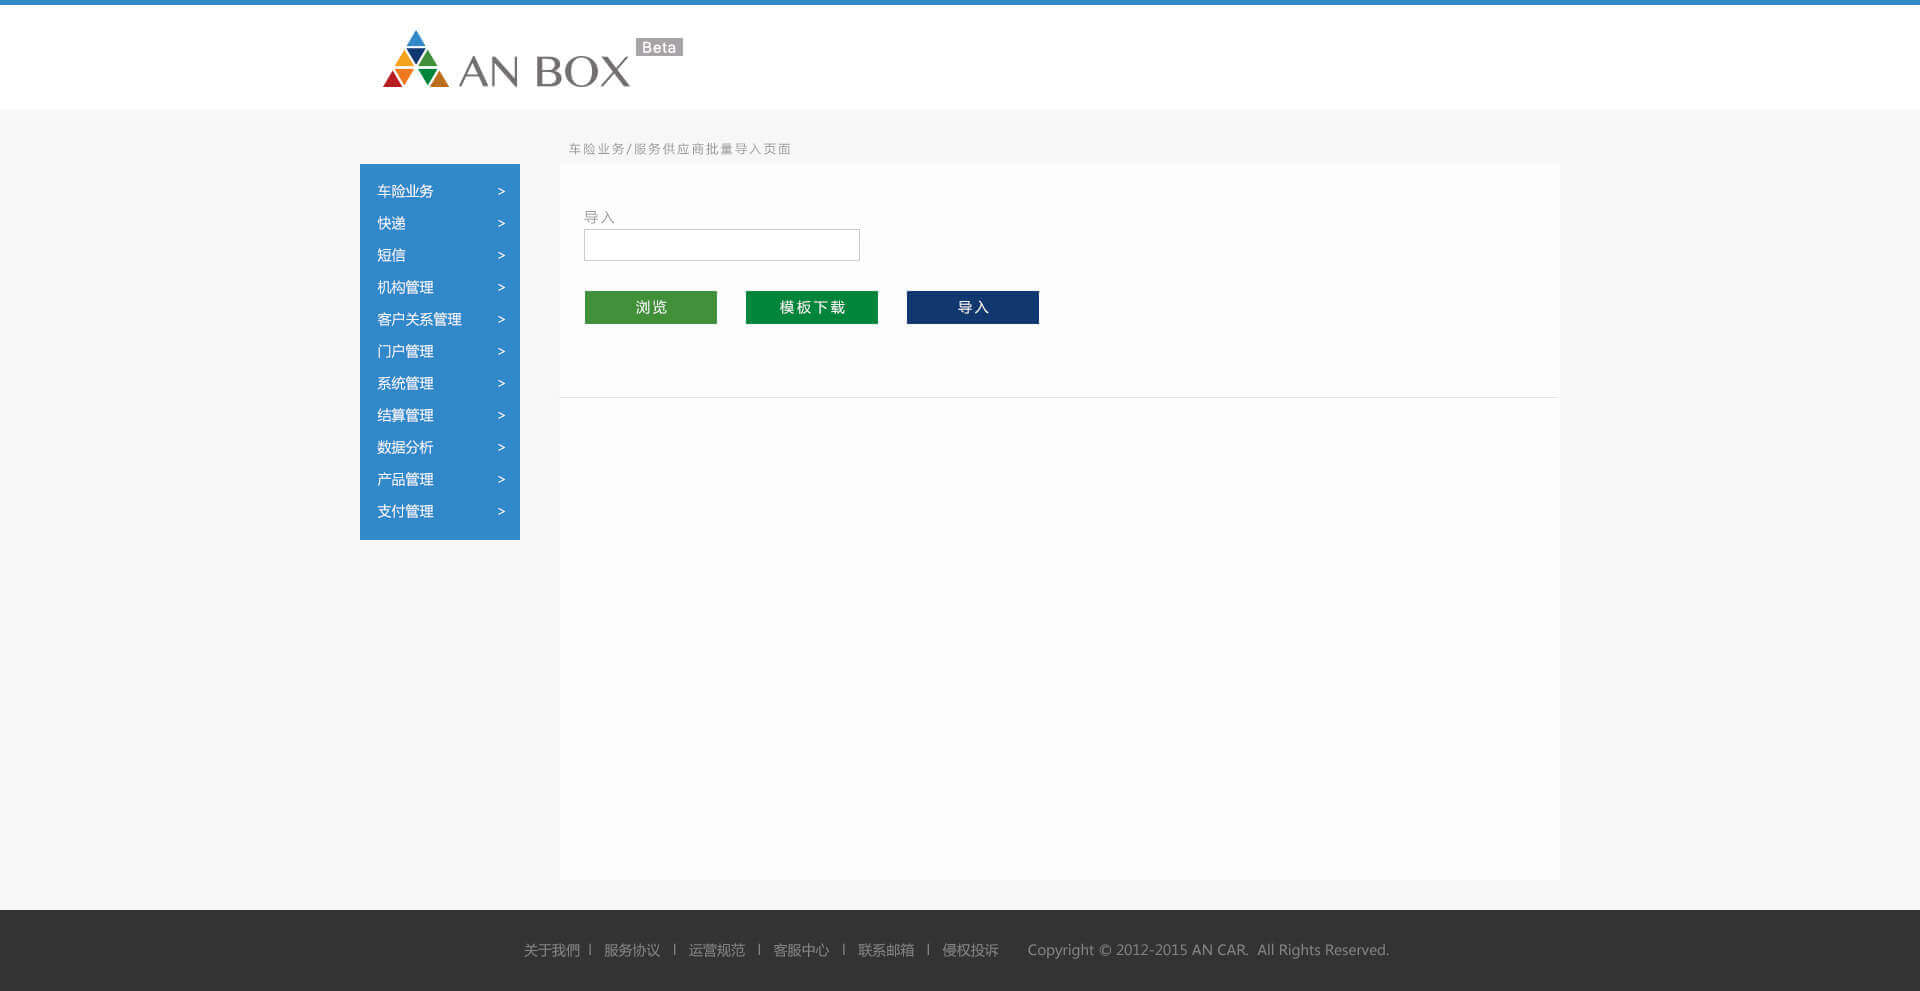 AN BOX Beta
车险业务/服务供应商批量导入页面
车险业务 >
快递 >
短信 >
机构管理 >
客户关系管理 >
门户管理 >
系统管理 >
结算管理 >
数据分析 >
产品管理 >
支付管理 >
导入
浏览 模板下载 导入
关于我們 | 服务协议 | 运营规范 | 客服中心 | 联系邮箱 | 侵权投诉 Copyright © 2012-2015 AN CAR. All Rights Reserved.